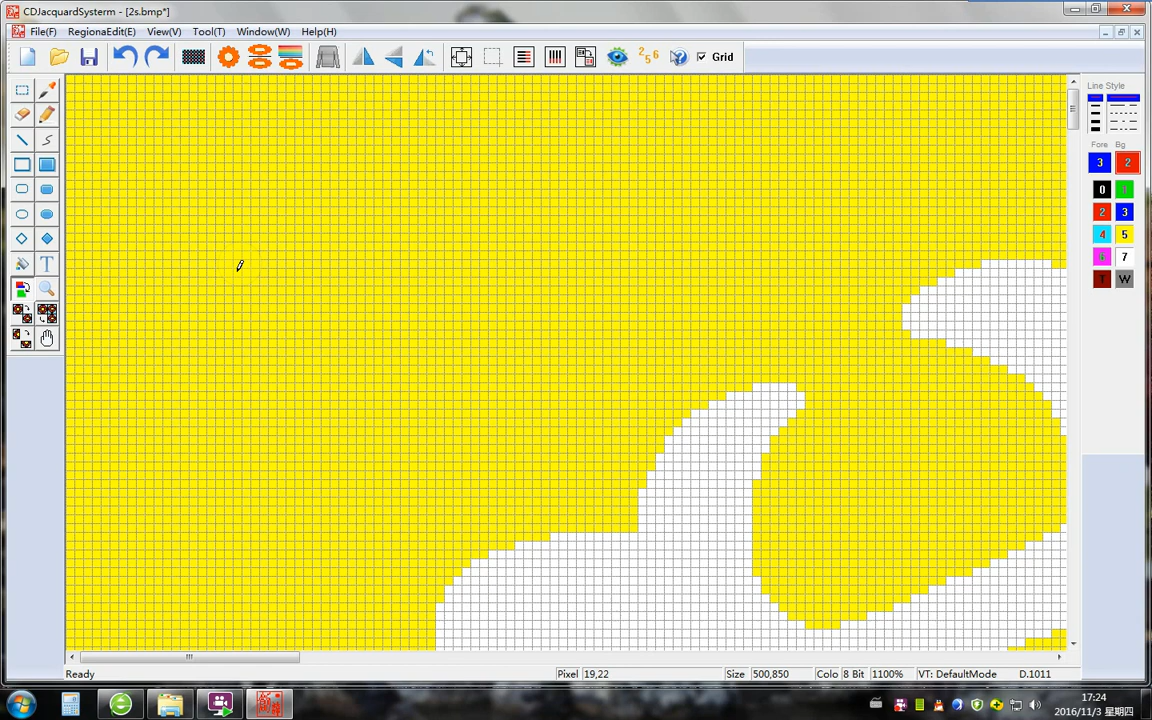 CDJacquardSysterm - [2s.bmp*]
File(F) RegionaEdit(E) View(V) Tool(T) Window(W) Help(H)
256 Grid
Line Style
Fore Bg
3 2
0
2 3
4 5
6 7
T W
T
Ready Pixel 19,22 Size 500,850 Colo 8 Bit 1100% VT: DefaultMode D.1011
17:24
2016/11/3 星期四